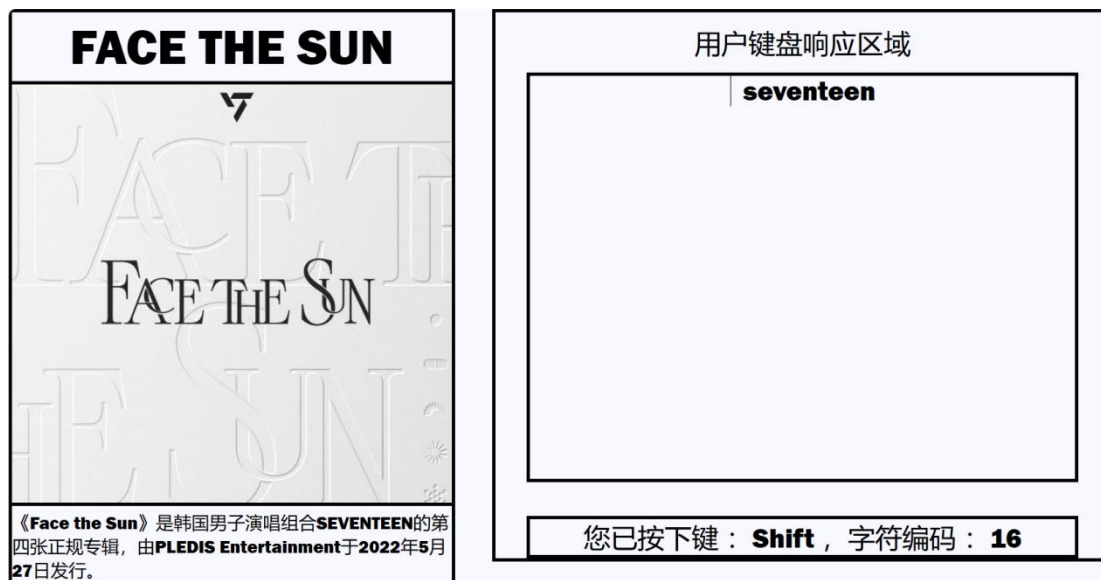 FACE THE SUN
FACE THE SUN
FACE THE SUN
《Face the Sun》是韩国男子演唱组合SEVENTEEN的第
四张正规专辑，由PLEDIS Entertainment于2022年5月
27日发行。
用户键盘响应区域
seventeen
您已按下键： Shift ，字符编码： 16